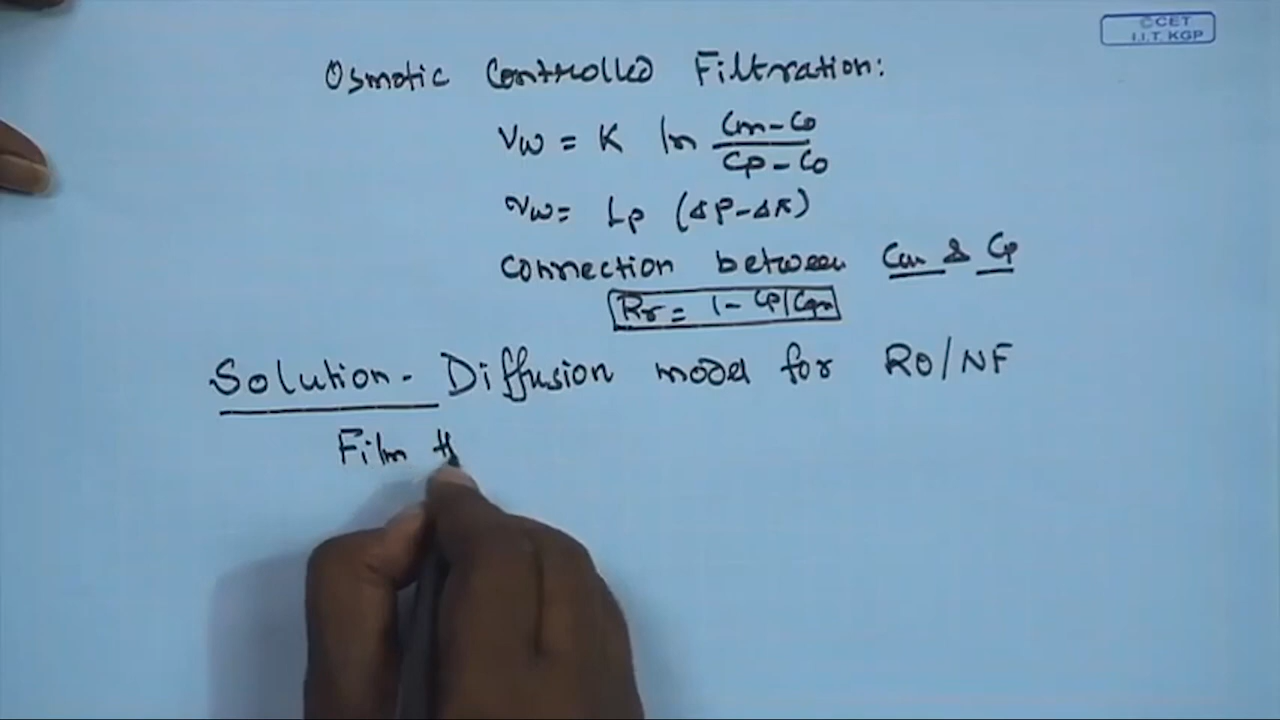 ©CET
I.I.T. KGP
Osmotic Controlled Filtration:
Vw = K ln (Cm-Co)/(Cp-Co)
vw = Lp (ΔP-Δπ)
Connection between Cm & Cp
Rr = 1- Cp/Cm
Solution-Diffusion model for RO/NF
Film